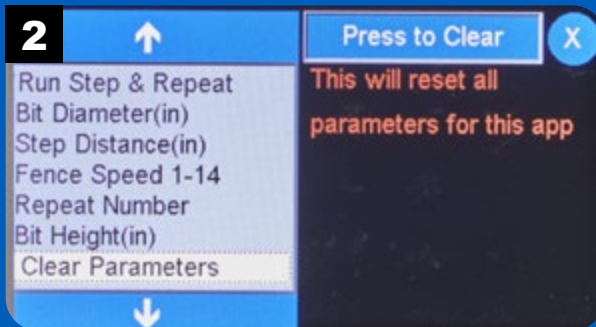 2
Press to Clear
X
Run Step & Repeat
Bit Diameter(in)
Step Distance(in)
Fence Speed 1-14
Repeat Number
Bit Height(in)
Clear Parameters
This will reset all
parameters for this app